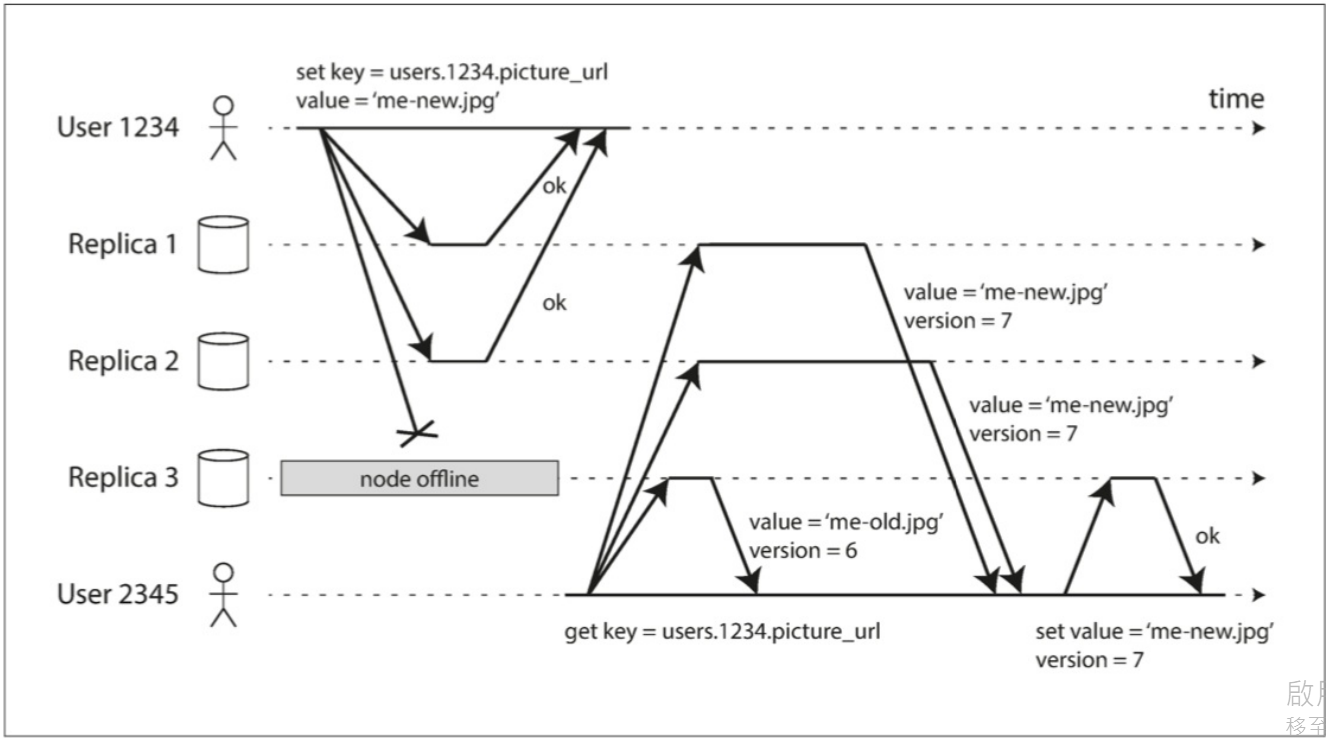 set key = users.1234.picture_url
value = ‘me-new.jpg’
time
User 1234
ok
Replica 1
value = ‘me-new.jpg’
version = 7
ok
Replica 2
value = ‘me-new.jpg’
version = 7
Replica 3
node offline
value = ‘me-old.jpg’
version = 6
ok
User 2345
get key = users.1234.picture_url
set value = ‘me-new.jpg’
version = 7
啟
移至